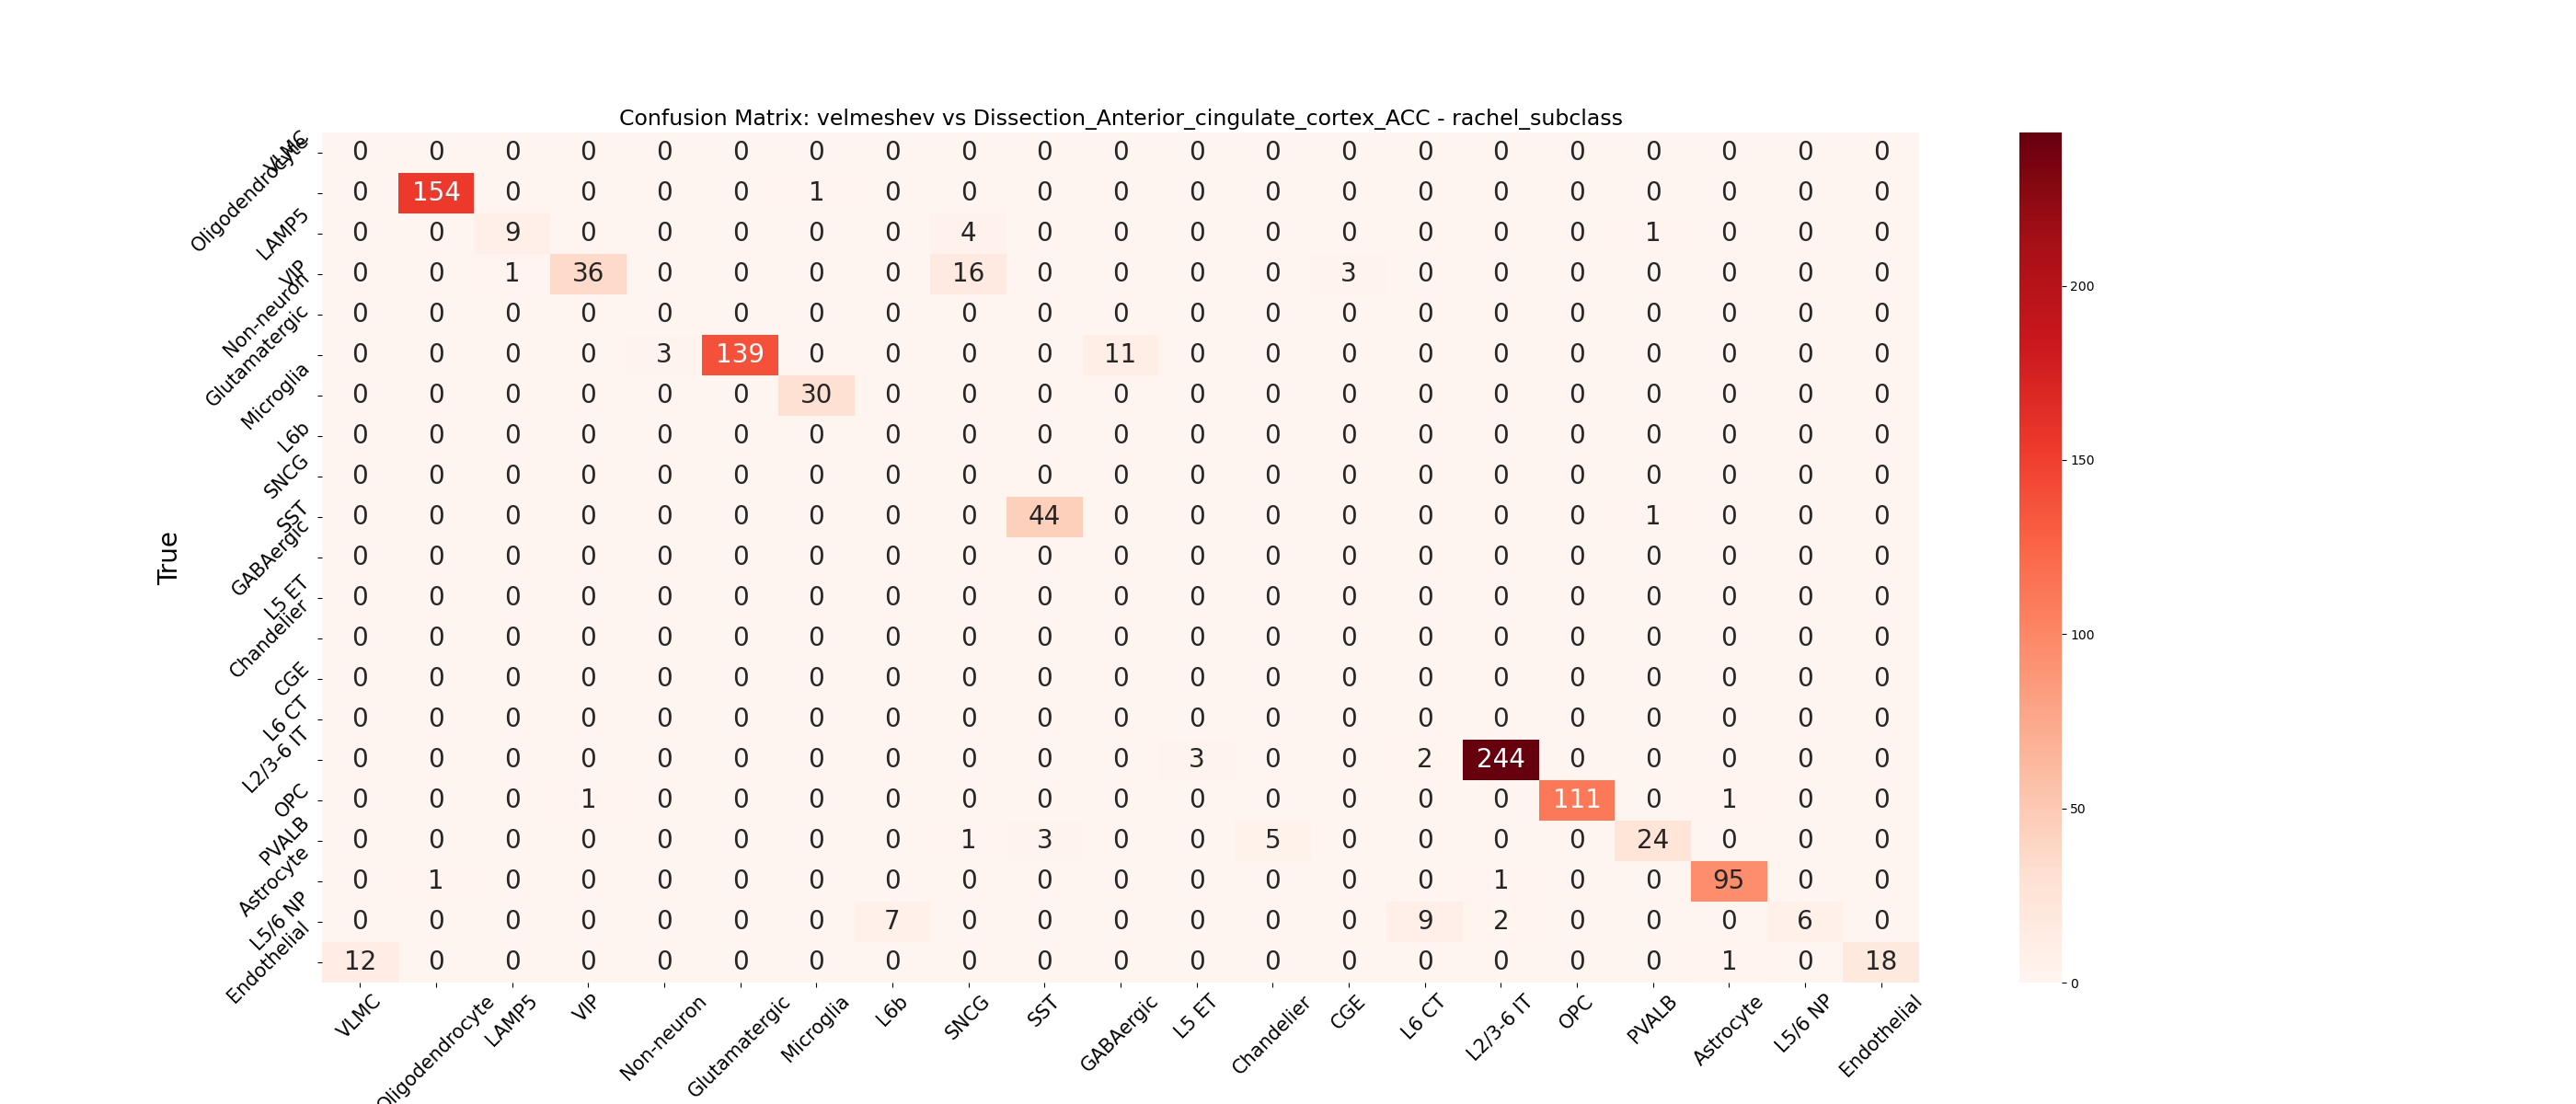 Confusion Matrix: velmeshev vs Dissection_Anterior_cingulate_cortex_ACC - rachel_subclass
True
VLMC 0 0 0 0 0 0 0 0 0 0 0 0 0 0 0 0 0 0 0 0 0
Oligodendrocyte 0 154 0 0 0 0 1 0 0 0 0 0 0 0 0 0 0 0 0 0 0
LAMP5 0 0 9 0 0 0 0 0 4 0 0 0 0 0 0 0 0 1 0 0 0
VIP 0 0 1 36 0 0 0 0 16 0 0 0 0 3 0 0 0 0 0 0 0
Non-neuron 0 0 0 0 0 0 0 0 0 0 0 0 0 0 0 0 0 0 0 0 0
Glutamatergic 0 0 0 0 3 139 0 0 0 0 11 0 0 0 0 0 0 0 0 0 0
Microglia 0 0 0 0 0 0 30 0 0 0 0 0 0 0 0 0 0 0 0 0 0
L6b 0 0 0 0 0 0 0 0 0 0 0 0 0 0 0 0 0 0 0 0 0
SNCG 0 0 0 0 0 0 0 0 0 0 0 0 0 0 0 0 0 0 0 0 0
SST 0 0 0 0 0 0 0 0 0 44 0 0 0 0 0 0 0 1 0 0 0
GABAergic 0 0 0 0 0 0 0 0 0 0 0 0 0 0 0 0 0 0 0 0 0
L5 ET 0 0 0 0 0 0 0 0 0 0 0 0 0 0 0 0 0 0 0 0 0
Chandelier 0 0 0 0 0 0 0 0 0 0 0 0 0 0 0 0 0 0 0 0 0
CGE 0 0 0 0 0 0 0 0 0 0 0 0 0 0 0 0 0 0 0 0 0
L6 CT 0 0 0 0 0 0 0 0 0 0 0 0 0 0 0 0 0 0 0 0 0
L2/3-6 IT 0 0 0 0 0 0 0 0 0 0 0 3 0 0 2 244 0 0 0 0 0
OPC 0 0 0 1 0 0 0 0 0 0 0 0 0 0 0 0 111 0 1 0 0
PVALB 0 0 0 0 0 0 0 0 1 3 0 0 5 0 0 0 0 24 0 0 0
Astrocyte 0 1 0 0 0 0 0 0 0 0 0 0 0 0 0 1 0 0 95 0 0
L5/6 NP 0 0 0 0 0 0 0 7 0 0 0 0 0 0 9 2 0 0 0 6 0
Endothelial 12 0 0 0 0 0 0 0 0 0 0 0 0 0 0 0 0 0 1 0 18
VLMC Oligodendrocyte LAMP5 VIP Non-neuron Glutamatergic Microglia L6b SNCG SST GABAergic L5 ET Chandelier CGE L6 CT L2/3-6 IT OPC PVALB Astrocyte L5/6 NP Endothelial
200
150
100
50
0